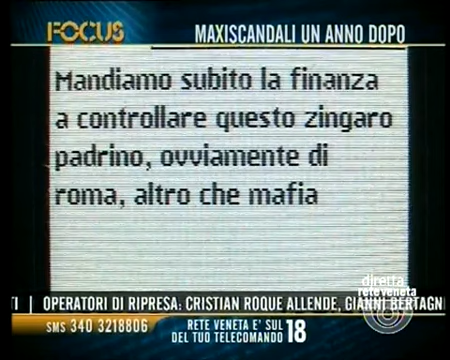 FOCUS
MAXISCANDALI UN ANNO DOPO
Mandiamo subito la finanza
a controllare questo zingaro
padrino, ovviamente di
roma, altro che mafia
diretta
reteveneta
TI | OPERATORI DI RIPRESA: CRISTIAN ROQUE ALLENDE, GIANNI BERTAGN
SMS 340 3218806
RETE VENETA E' SUL
DEL TUO TELECOMANDO
18